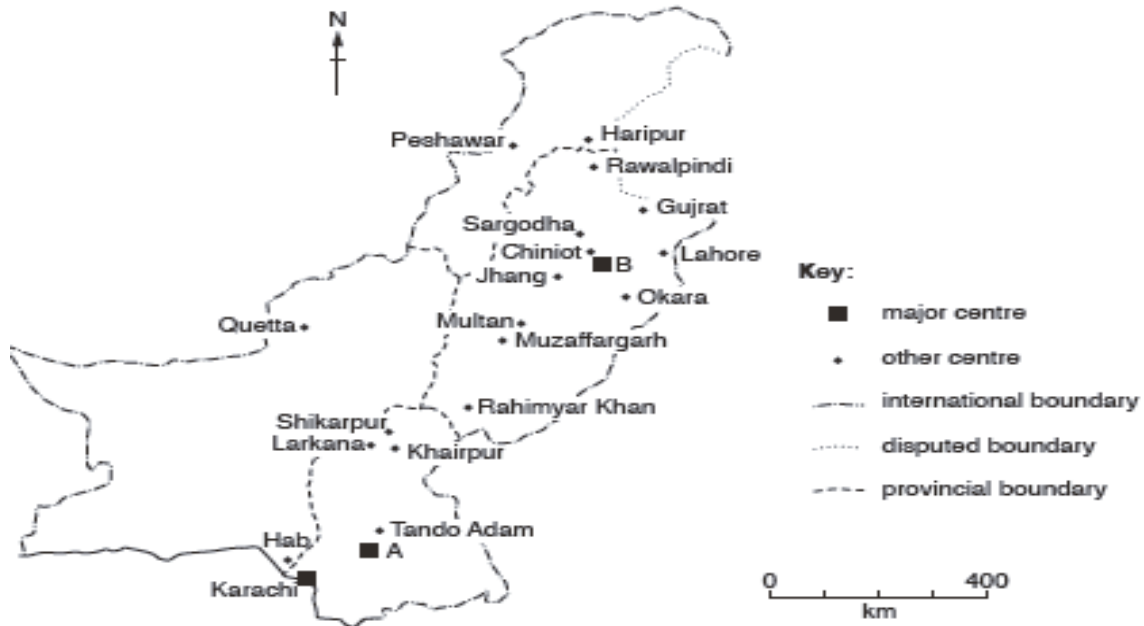 N
Peshawar
Haripur
Rawalpindi
Gujrat
Sargodha
Chiniot
B
Lahore
Jhang
Okara
Quetta
Multan
Muzaffargarh
Rahimyar Khan
Shikarpur
Larkana
Khairpur
Tando Adam
Hab
A
Karachi
Key:
major centre
other centre
international boundary
disputed boundary
provincial boundary
0 400
km